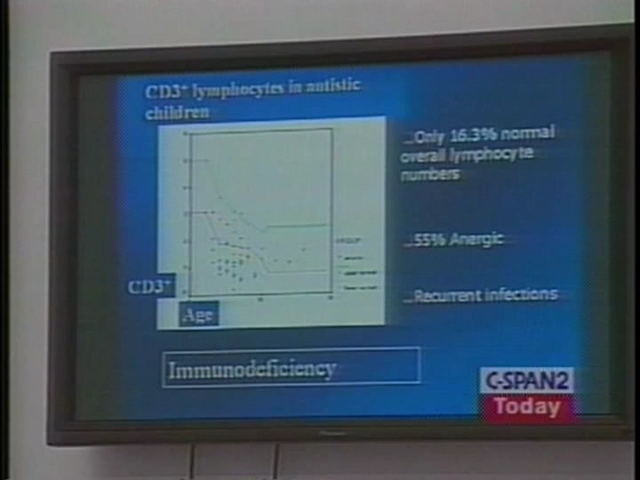 CD3⁺ lymphocytes in autistic
children
...Only 16.3% normal
overall lymphocyte
numbers
...55% Anergic
CD3⁺
...Recurrent infections
Age
Immunodeficiency
C-SPAN2
Today